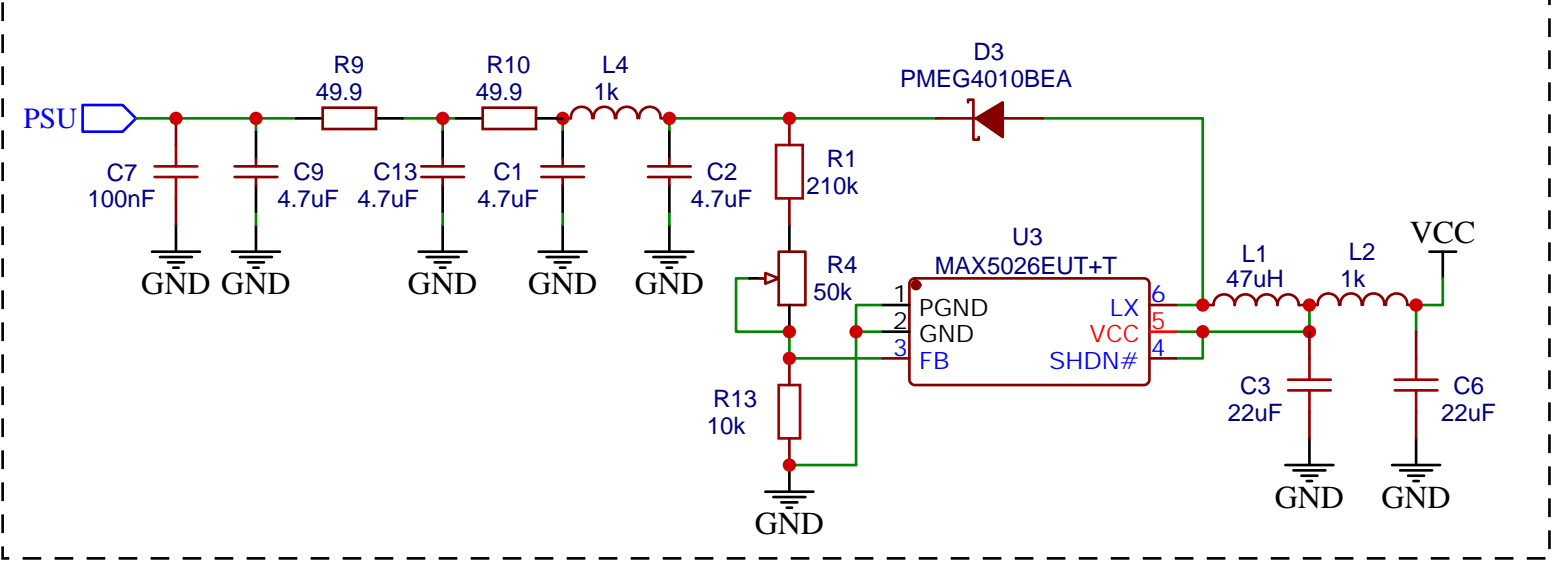 D3
PMEG4010BEA
R9
49.9
R10
49.9
L4
1k
PSU
C7
100nF
C9
4.7uF
C13
4.7uF
C1
4.7uF
C2
4.7uF
R1
210k
GND
GND
GND
GND
GND
R4
50k
U3
MAX5026EUT+T
1
PGND
2
GND
3
FB
LX
6
VCC
5
SHDN#
4
L1
47uH
L2
1k
VCC
R13
10k
C3
22uF
C6
22uF
GND
GND
GND